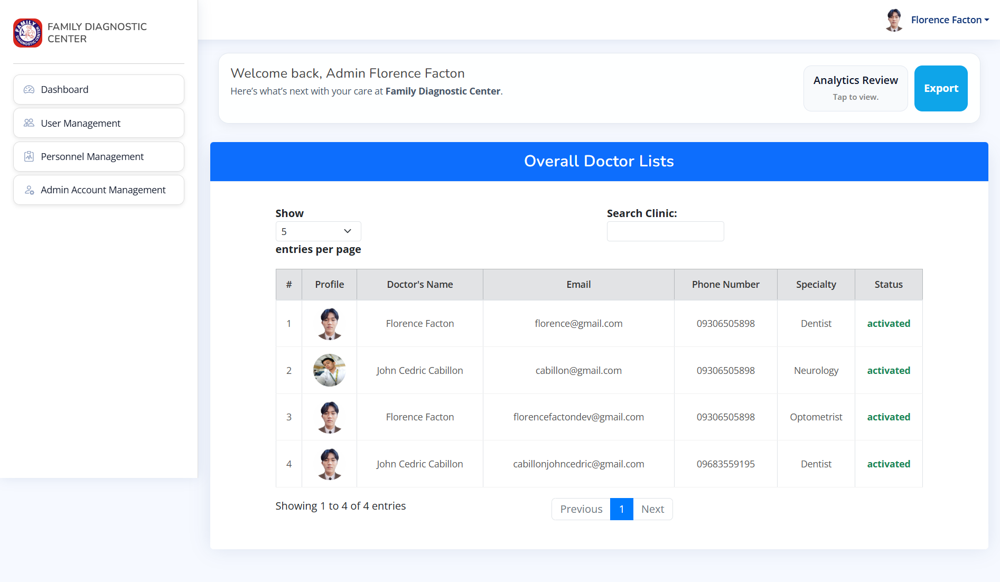 FAMILY
DIAGNOSTIC CENTER
FAMILY DIAGNOSTIC
CENTER
Florence Facton
Dashboard
User Management
Personnel Management
Admin Account Management
Welcome back, Admin Florence Facton
Here’s what’s next with your care at Family Diagnostic Center.
Analytics Review
Tap to view.
Export
Overall Doctor Lists
Show
5
entries per page
Search Clinic:
# Profile Doctor's Name Email Phone Number Specialty Status
1 Florence Facton florence@gmail.com 09306505898 Dentist activated
2 John Cedric Cabillon cabillon@gmail.com 09306505898 Neurology activated
3 Florence Facton florencefactondev@gmail.com 09306505898 Optometrist activated
4 John Cedric Cabillon cabillonjohncedric@gmail.com 09683559195 Dentist activated
Showing 1 to 4 of 4 entries
Previous 1 Next